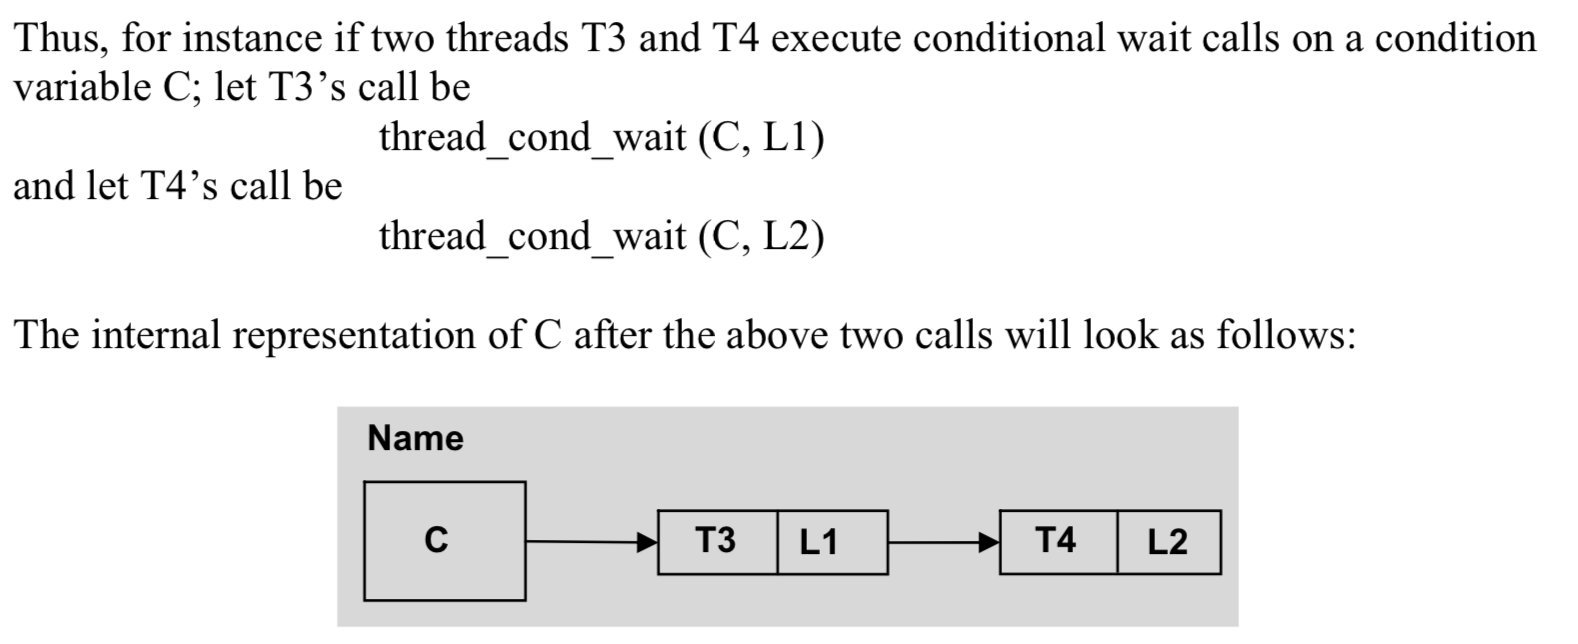 Thus, for instance if two threads T3 and T4 execute conditional wait calls on a condition
variable C; let T3’s call be
thread_cond_wait (C, L1)
and let T4’s call be
thread_cond_wait (C, L2)
The internal representation of C after the above two calls will look as follows:
Name
C
T3 L1
T4 L2